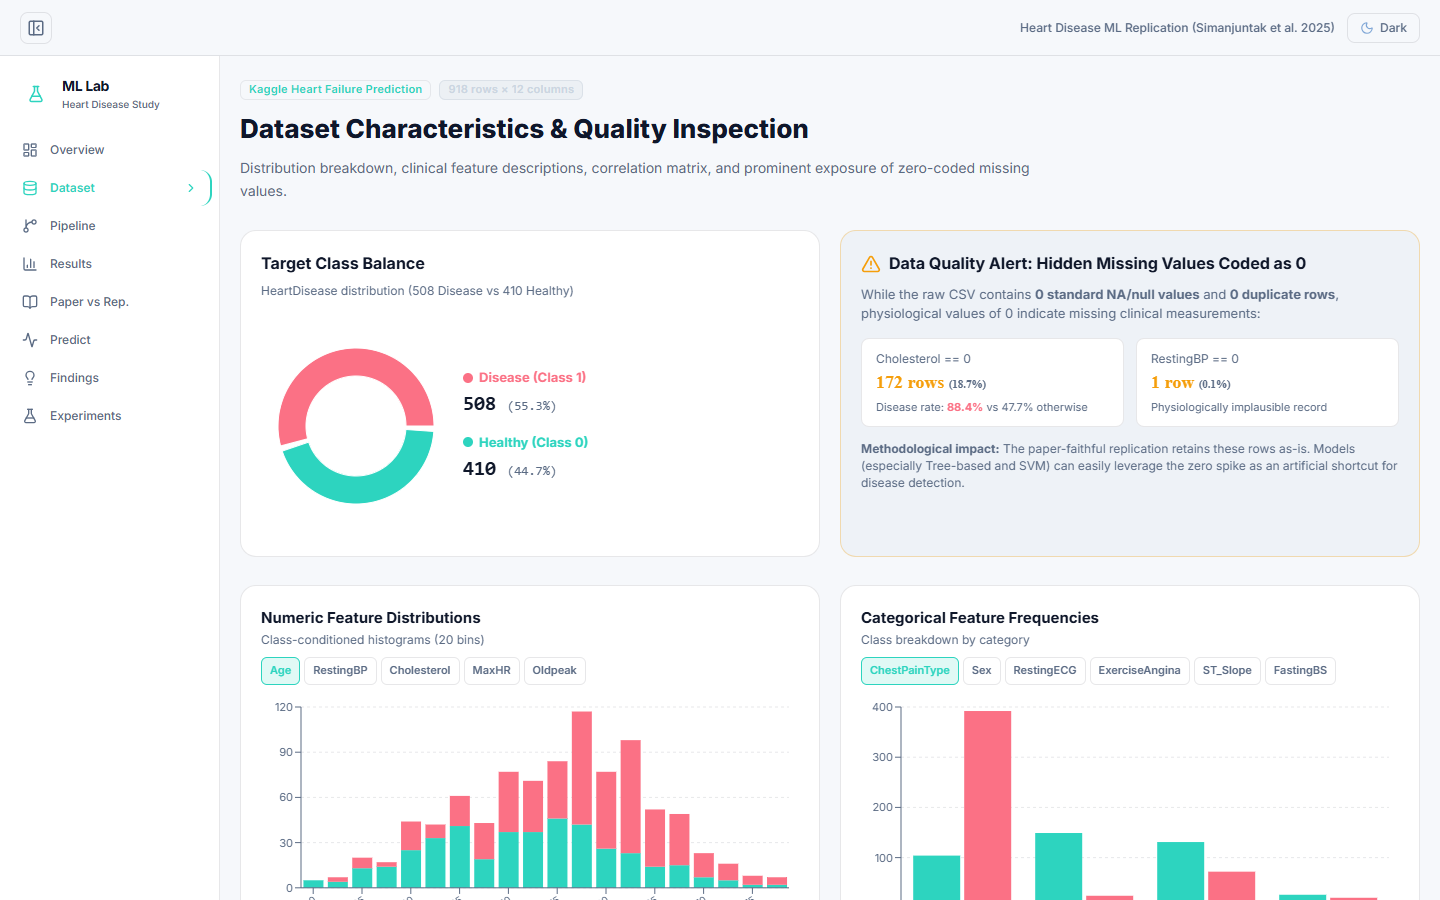 Heart Disease ML Replication (Simanjuntak et al. 2025)
Dark
ML Lab
Heart Disease Study
Overview
Dataset
Pipeline
Results
Paper vs Rep.
Predict
Findings
Experiments
Kaggle Heart Failure Prediction
918 rows × 12 columns
Dataset Characteristics & Quality Inspection
Distribution breakdown, clinical feature descriptions, correlation matrix, and prominent exposure of zero-coded missing
values.
Target Class Balance
HeartDisease distribution (508 Disease vs 410 Healthy)
Disease (Class 1)
508 (55.3%)
Healthy (Class 0)
410 (44.7%)
Data Quality Alert: Hidden Missing Values Coded as 0
While the raw CSV contains 0 standard NA/null values and 0 duplicate rows,
physiological values of 0 indicate missing clinical measurements:
Cholesterol == 0
172 rows (18.7%)
Disease rate: 88.4% vs 47.7% otherwise
RestingBP == 0
1 row (0.1%)
Physiologically implausible record
Methodological impact: The paper-faithful replication retains these rows as-is. Models
(especially Tree-based and SVM) can easily leverage the zero spike as an artificial shortcut for
disease detection.
Numeric Feature Distributions
Class-conditioned histograms (20 bins)
Age RestingBP Cholesterol MaxHR Oldpeak
120
90
60
30
0
Categorical Feature Frequencies
Class breakdown by category
ChestPainType Sex RestingECG ExerciseAngina ST_Slope FastingBS
400
300
200
100